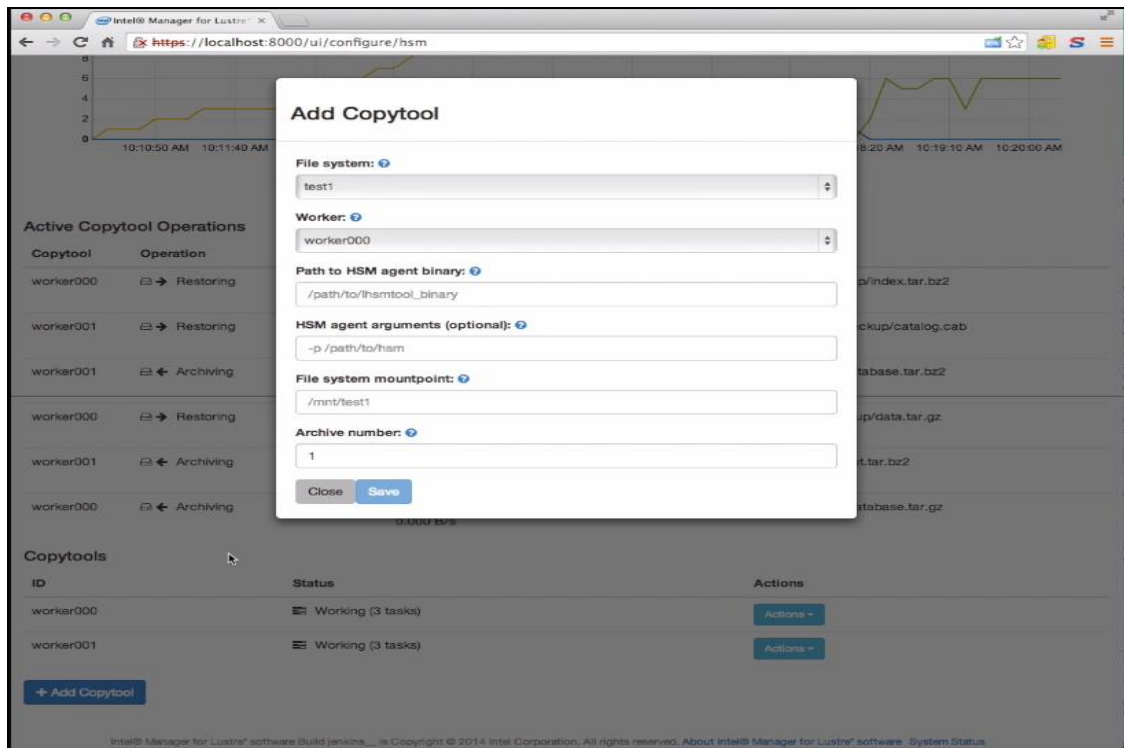 Intel® Manager for Lustre*
https://localhost:8000/ui/configure/hsm
8
6
4
2
0
10:10:50 AM 10:11:40 AM
8:20 AM 10:19:10 AM 10:20:00 AM
Add Copytool
File system:
test1
Worker:
worker000
Path to HSM agent binary:
/path/to/lhsmtool_binary
HSM agent arguments (optional):
-p /path/to/hsm
File system mountpoint:
/mnt/test1
Archive number:
1
Close Save
Active Copytool Operations
Copytool Operation
worker000 Restoring p/index.tar.bz2
worker001 Restoring ckup/catalog.cab
worker001 Archiving tabase.tar.bz2
worker000 Restoring up/data.tar.gz
worker001 Archiving t.tar.bz2
worker000 Archiving atabase.tar.gz
0.000 B/s
Copytools
ID Status Actions
worker000 Working (3 tasks) Actions
worker001 Working (3 tasks) Actions
+ Add Copytool
Intel® Manager for Lustre* software Build jenkins__ is Copyright © 2014 Intel Corporation. All rights reserved. About Intel® Manager for Lustre* software System Status